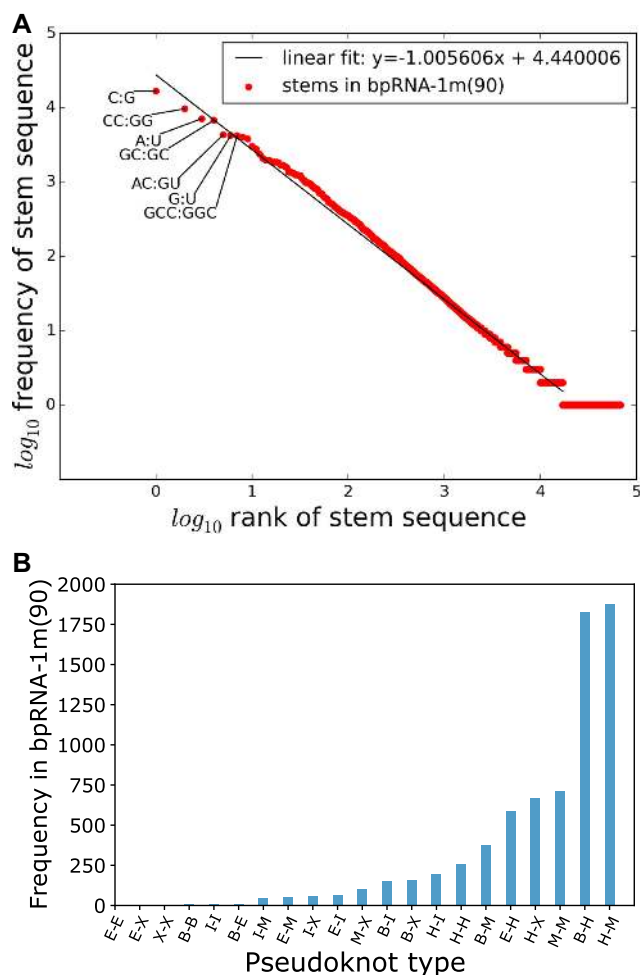 A
5
linear fit: y=-1.005606x + 4.440006
stems in bpRNA-1m(90)
C:G
4
CC:GG
A:U
GC:GC
AC:GU
G:U
GCC:GGC
3
2
1
0
log10 frequency of stem sequence
0 1 2 3 4 5
log10 rank of stem sequence
B
2000
1750
1500
1250
1000
750
500
250
0
Frequency in bpRNA-1m(90)
E-E E-X X-X B-B I-I B-E I-M E-M I-X E-I M-X B-I B-X H-I H-H B-M E-H H-X M-M B-H H-M
Pseudoknot type